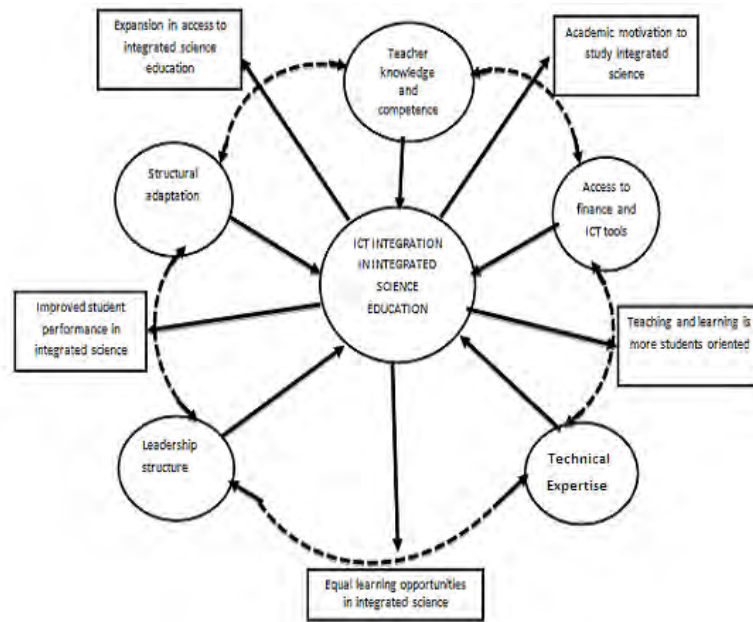 Expansion in access to
integrated science
education
Teacher
knowledge
and
competence
Academic motivation to
study integrated
science
Structural
adaptation
Access to
finance and
ICT tools
ICT INTEGRATION
IN INTEGRATED
SCIENCE
EDUCATION
Improved student
performance in
integrated science
Teaching and learning is
more students oriented
Leadership
structure
Technical
Expertise
Equal learning opportunities
in integrated science